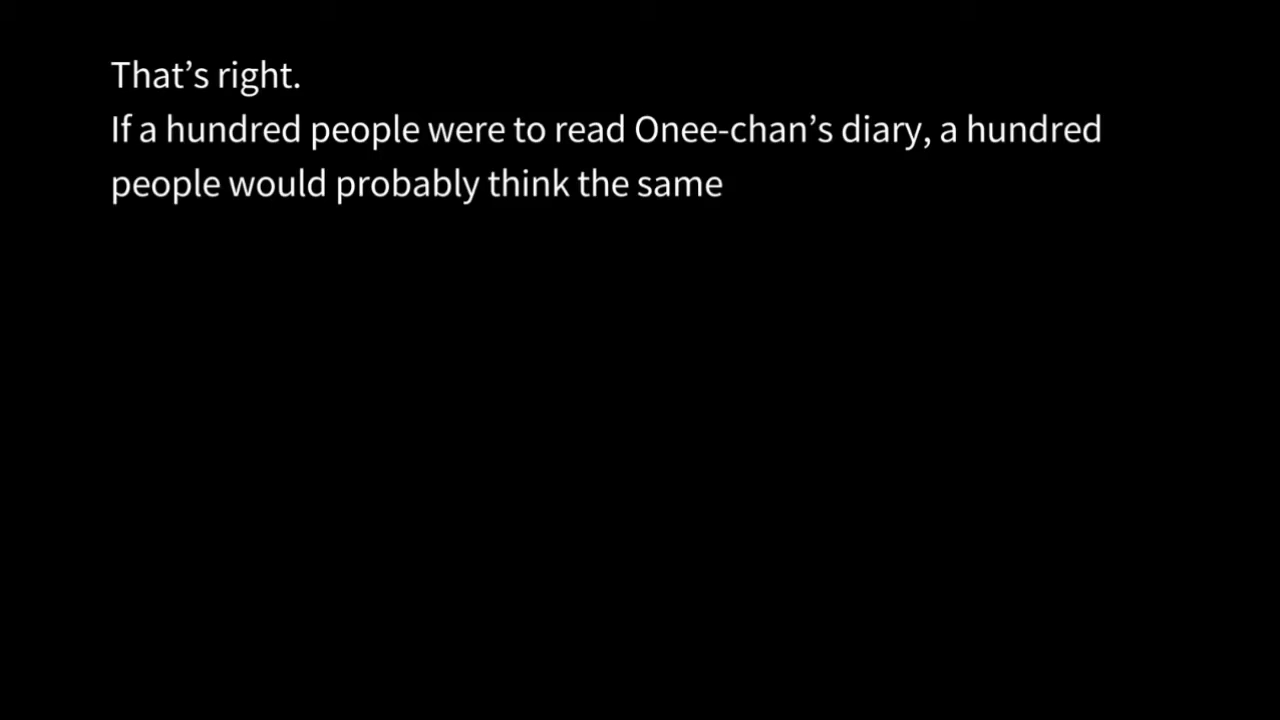 That’s right.
If a hundred people were to read Onee-chan’s diary, a hundred
people would probably think the same